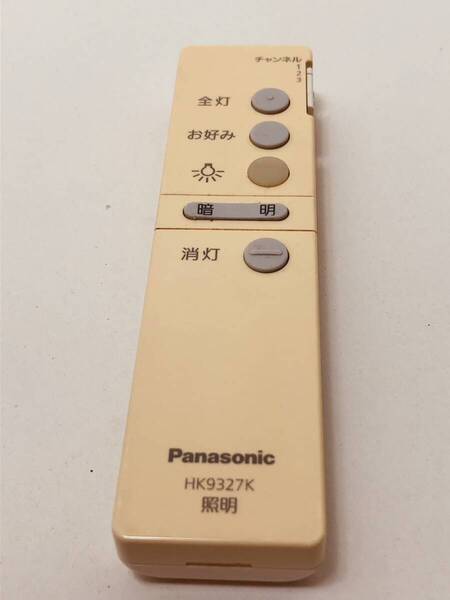 チャンネル
1
2
3
全灯
お好み
暗 明
消灯
Panasonic
HK9327K
照明